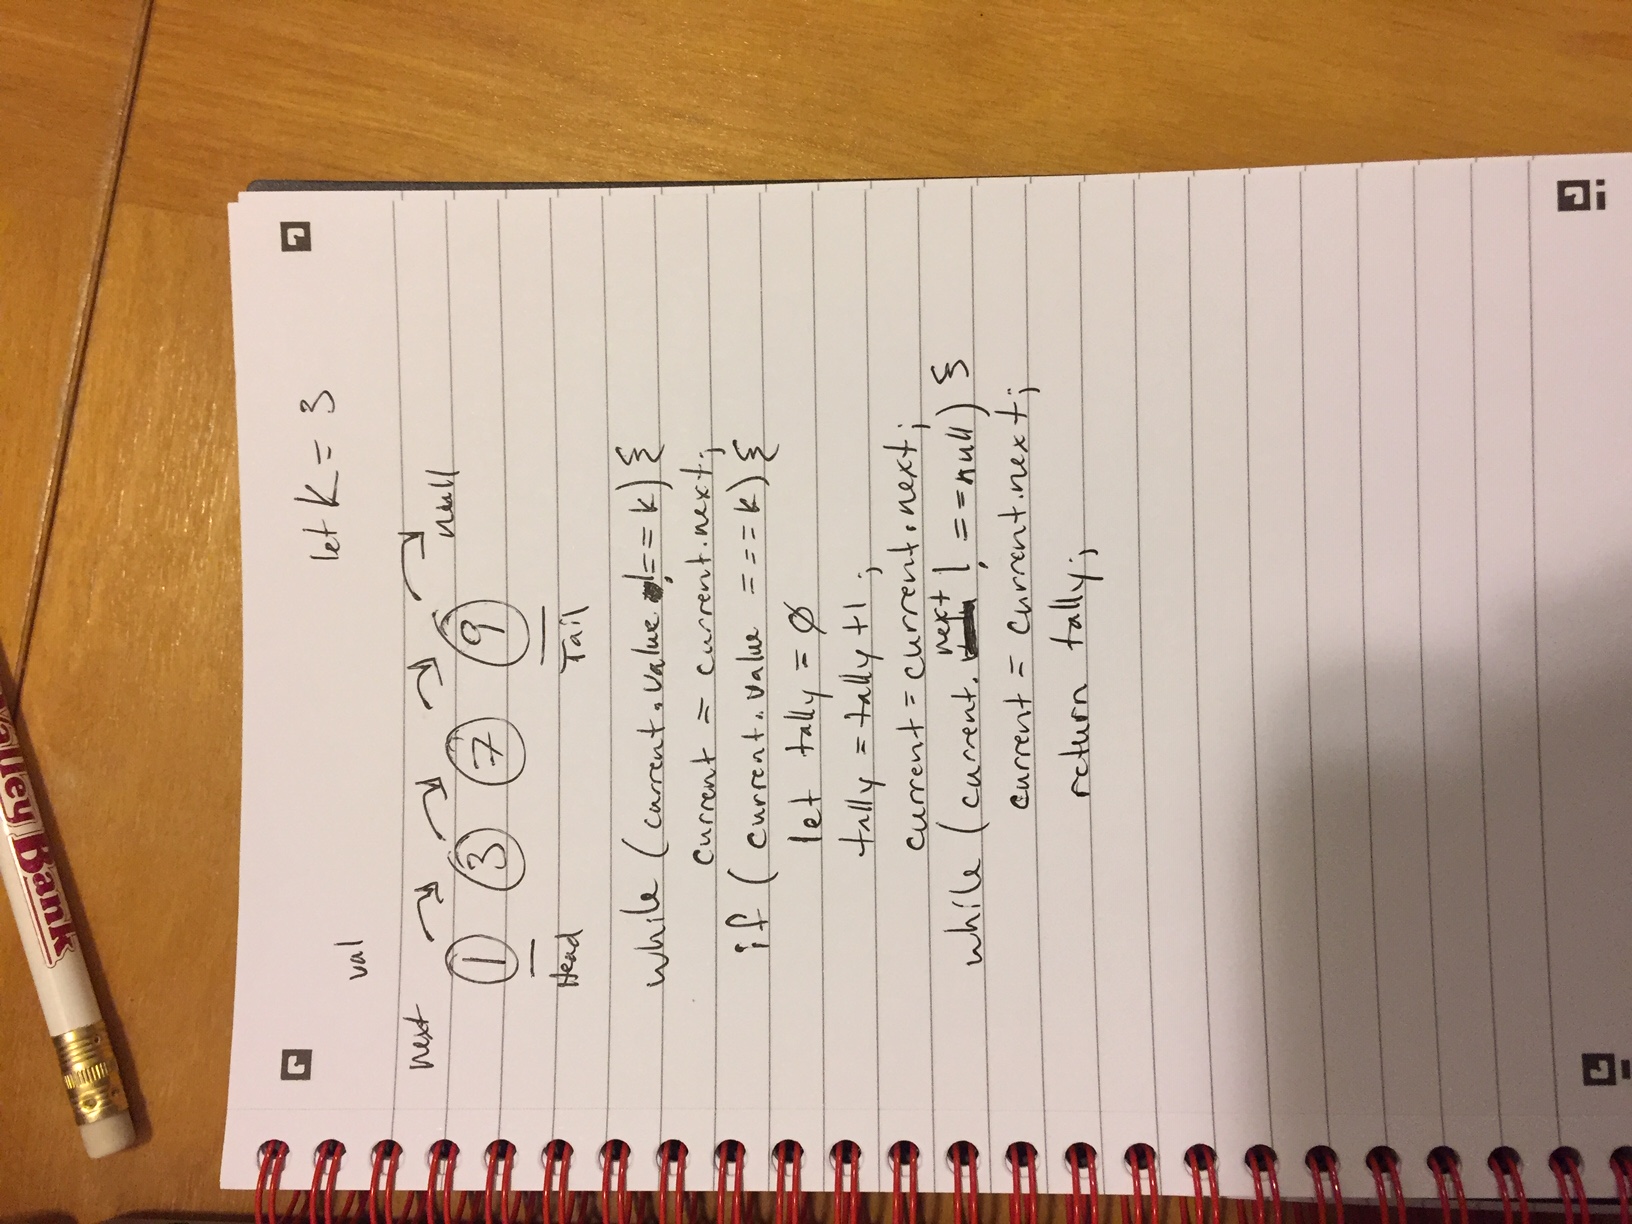 let k = 3
val
next
null
1 3 7 9
Head Tail
while (current.value !== k) {
current = current.next;
if (current.value === k) {
let tally = 0
tally = tally +1;
current = current.next;
while (current.next !== null) {
current = current.next;
return tally;
Valley Bank